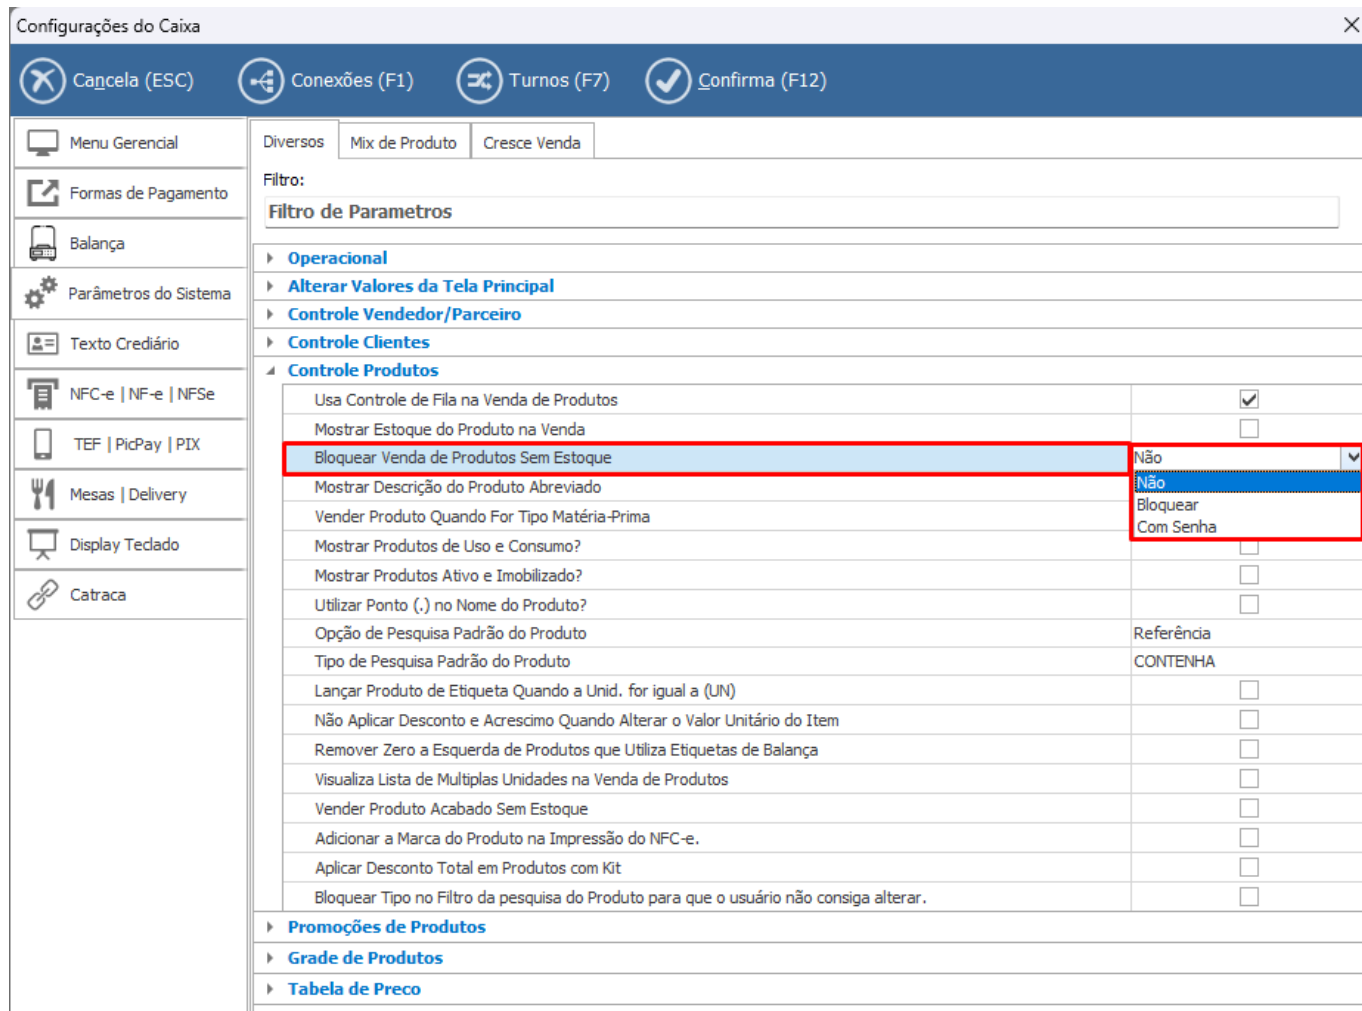 Configurações do Caixa
Cancela (ESC)
Conexões (F1)
Turnos (F7)
Confirma (F12)
Menu Gerencial
Formas de Pagamento
Balança
Parâmetros do Sistema
Texto Crediário
NFC-e | NF-e | NFSe
TEF | PicPay | PIX
Mesas | Delivery
Display Teclado
Catraca
Diversos
Mix de Produto
Cresce Venda
Filtro:
Filtro de Parametros
Operacional
Alterar Valores da Tela Principal
Controle Vendedor/Parceiro
Controle Clientes
Controle Produtos
Usa Controle de Fila na Venda de Produtos
Mostrar Estoque do Produto na Venda
Bloquear Venda de Produtos Sem Estoque
Não
Não
Bloquear
Com Senha
Mostrar Descrição do Produto Abreviado
Vender Produto Quando For Tipo Matéria-Prima
Mostrar Produtos de Uso e Consumo?
Mostrar Produtos Ativo e Imobilizado?
Utilizar Ponto (.) no Nome do Produto?
Opção de Pesquisa Padrão do Produto
Referência
Tipo de Pesquisa Padrão do Produto
CONTENHA
Lançar Produto de Etiqueta Quando a Unid. for igual a (UN)
Não Aplicar Desconto e Acrescimo Quando Alterar o Valor Unitário do Item
Remover Zero a Esquerda de Produtos que Utiliza Etiquetas de Balança
Visualiza Lista de Multiplas Unidades na Venda de Produtos
Vender Produto Acabado Sem Estoque
Adicionar a Marca do Produto na Impressão do NFC-e.
Aplicar Desconto Total em Produtos com Kit
Bloquear Tipo no Filtro da pesquisa do Produto para que o usuário não consiga alterar.
Promoções de Produtos
Grade de Produtos
Tabela de Preco